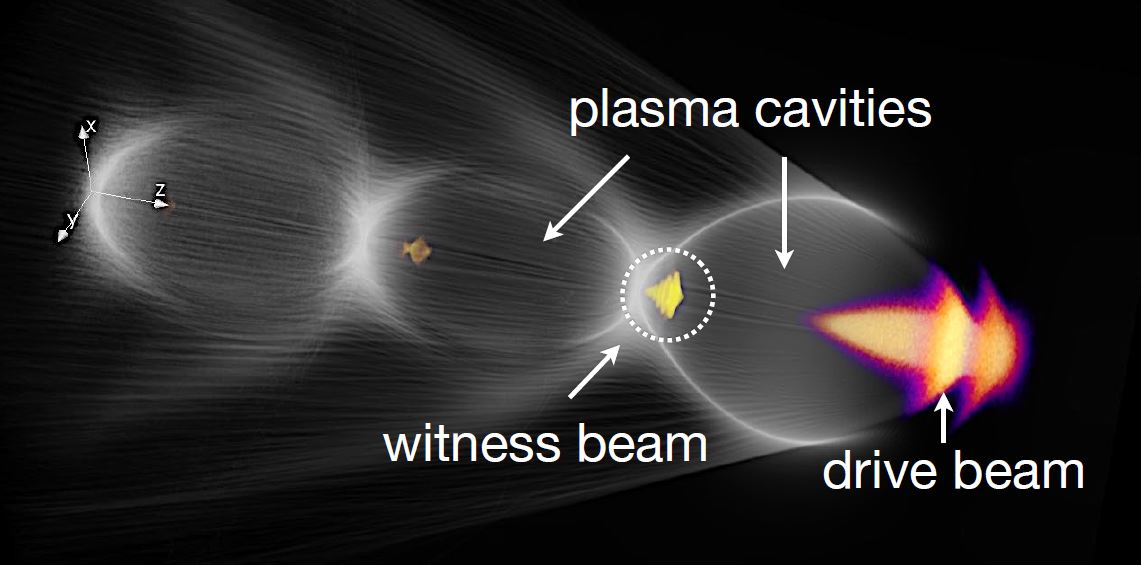 plasma cavities
x
z
y
witness beam
drive beam